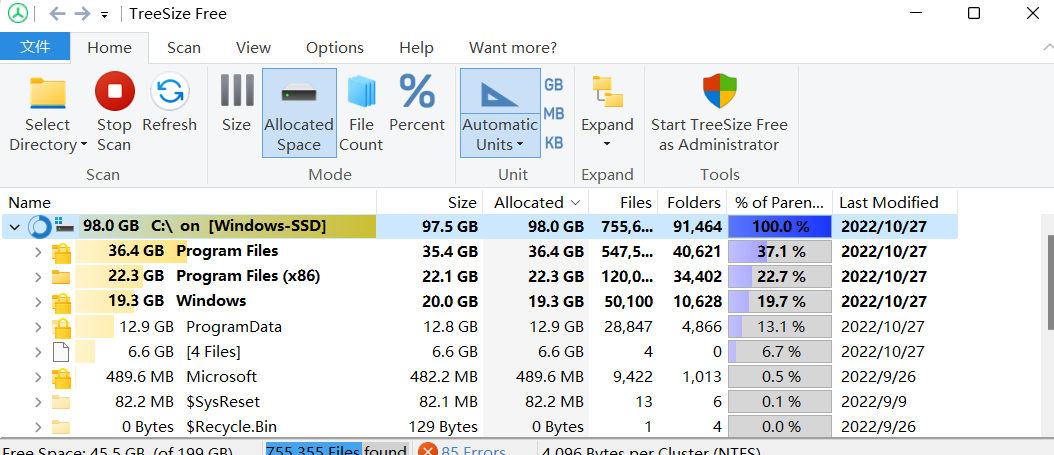 TreeSize Free
文件 Home Scan View Options Help Want more?
Select Directory Stop Scan Refresh Size Allocated Space File Count Percent Automatic Units GB MB KB Expand Start TreeSize Free as Administrator
Scan Mode Unit Expand Tools
Name Size Allocated Files Folders % of Paren... Last Modified
98.0 GB C:\ on [Windows-SSD] 97.5 GB 98.0 GB 755,6... 91,464 100.0 % 2022/10/27
36.4 GB Program Files 35.4 GB 36.4 GB 547,5... 40,621 37.1 % 2022/10/27
22.3 GB Program Files (x86) 22.1 GB 22.3 GB 120,0... 34,402 22.7 % 2022/10/27
19.3 GB Windows 20.0 GB 19.3 GB 50,100 10,628 19.7 % 2022/10/27
12.9 GB ProgramData 12.8 GB 12.9 GB 28,847 4,866 13.1 % 2022/10/27
6.6 GB [4 Files] 6.6 GB 6.6 GB 4 0 6.7 % 2022/10/27
489.6 MB Microsoft 482.2 MB 489.6 MB 9,422 1,013 0.5 % 2022/9/26
82.2 MB $SysReset 82.1 MB 82.2 MB 13 6 0.1 % 2022/9/9
0 Bytes $Recycle.Bin 129 Bytes 0 Bytes 1 4 0.0 % 2022/9/26
Free Space: 45.5 GB (of 199 GB) 755,355 Files found 85 Errors 4,096 Bytes per Cluster (NTFS)